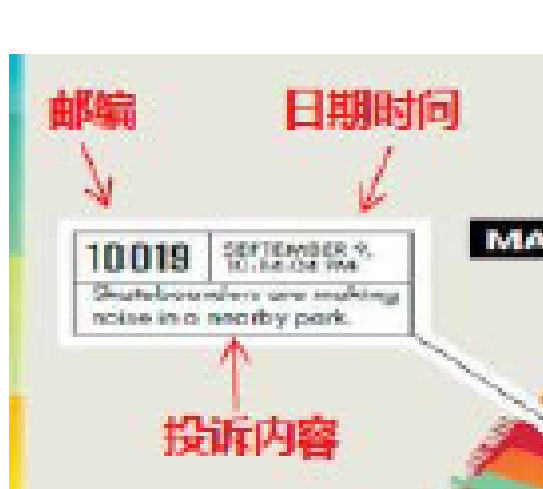 邮编 日期时间
MA
10019
SEPTEMBER 9,
Skateboarders are making
noise in a nearby park.
投诉内容